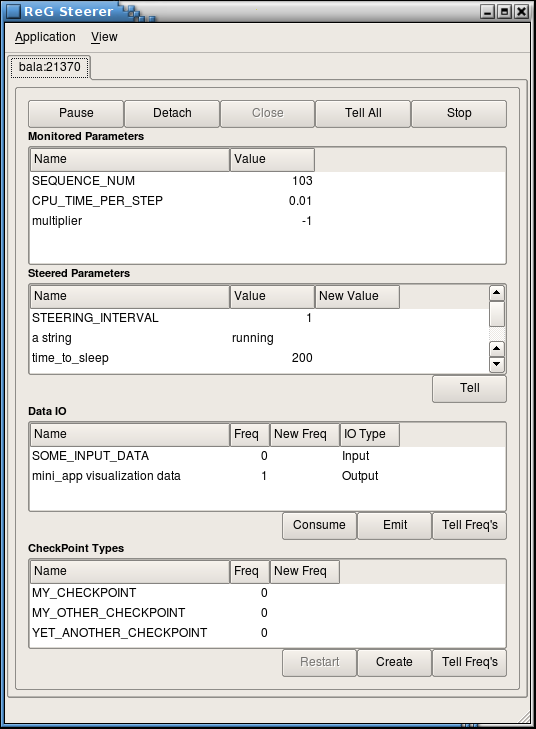 ReG Steerer
Application View
bala:21370
Pause Detach Close Tell All Stop
Monitored Parameters
Name Value
SEQUENCE_NUM 103
CPU_TIME_PER_STEP 0.01
multiplier -1
Steered Parameters
Name Value New Value
STEERING_INTERVAL 1
a string running
time_to_sleep 200
Tell
Data IO
Name Freq New Freq IO Type
SOME_INPUT_DATA 0 Input
mini_app visualization data 1 Output
Consume Emit Tell Freq's
CheckPoint Types
Name Freq New Freq
MY_CHECKPOINT 0
MY_OTHER_CHECKPOINT 0
YET_ANOTHER_CHECKPOINT 0
Restart Create Tell Freq's